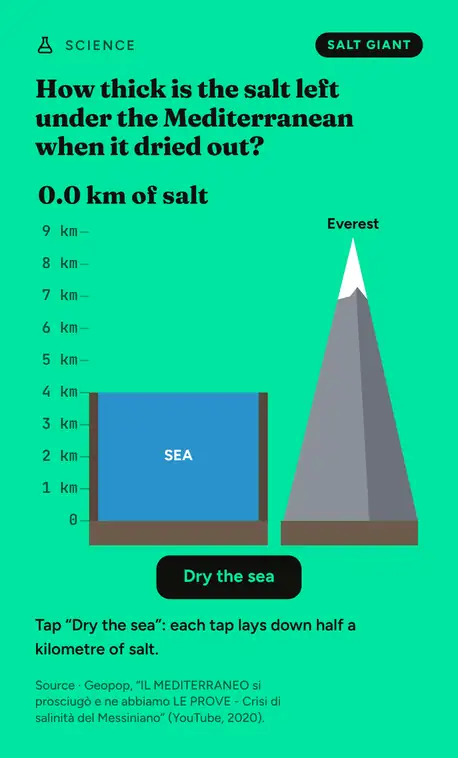 SCIENCE
SALT GIANT
How thick is the salt left
under the Mediterranean
when it dried out?
0.0 km of salt
Everest
9 km
8 km
7 km
6 km
5 km
4 km
3 km
2 km
1 km
0
SEA
Dry the sea
Tap “Dry the sea”: each tap lays down half a
kilometre of salt.
Source · Geopop, “IL MEDITERRANEO si
prosciugò e ne abbiamo LE PROVE - Crisi di
salinità del Messiniano” (YouTube, 2020).